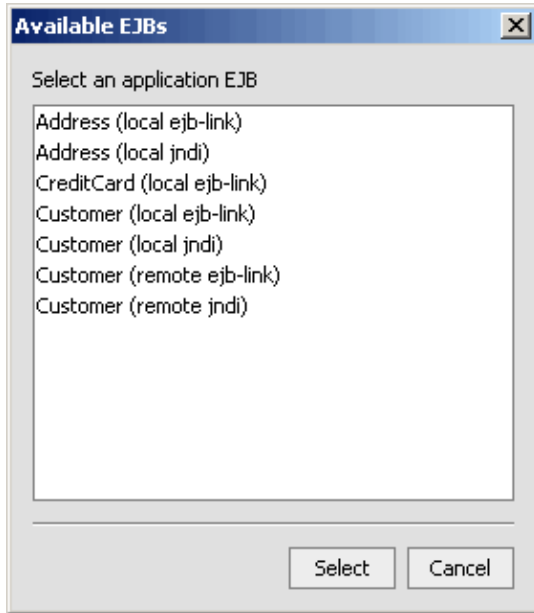 Available EJBs
Select an application EJB
Address (local ejb-link)
Address (local jndi)
CreditCard (local ejb-link)
Customer (local ejb-link)
Customer (local jndi)
Customer (remote ejb-link)
Customer (remote jndi)
Select Cancel